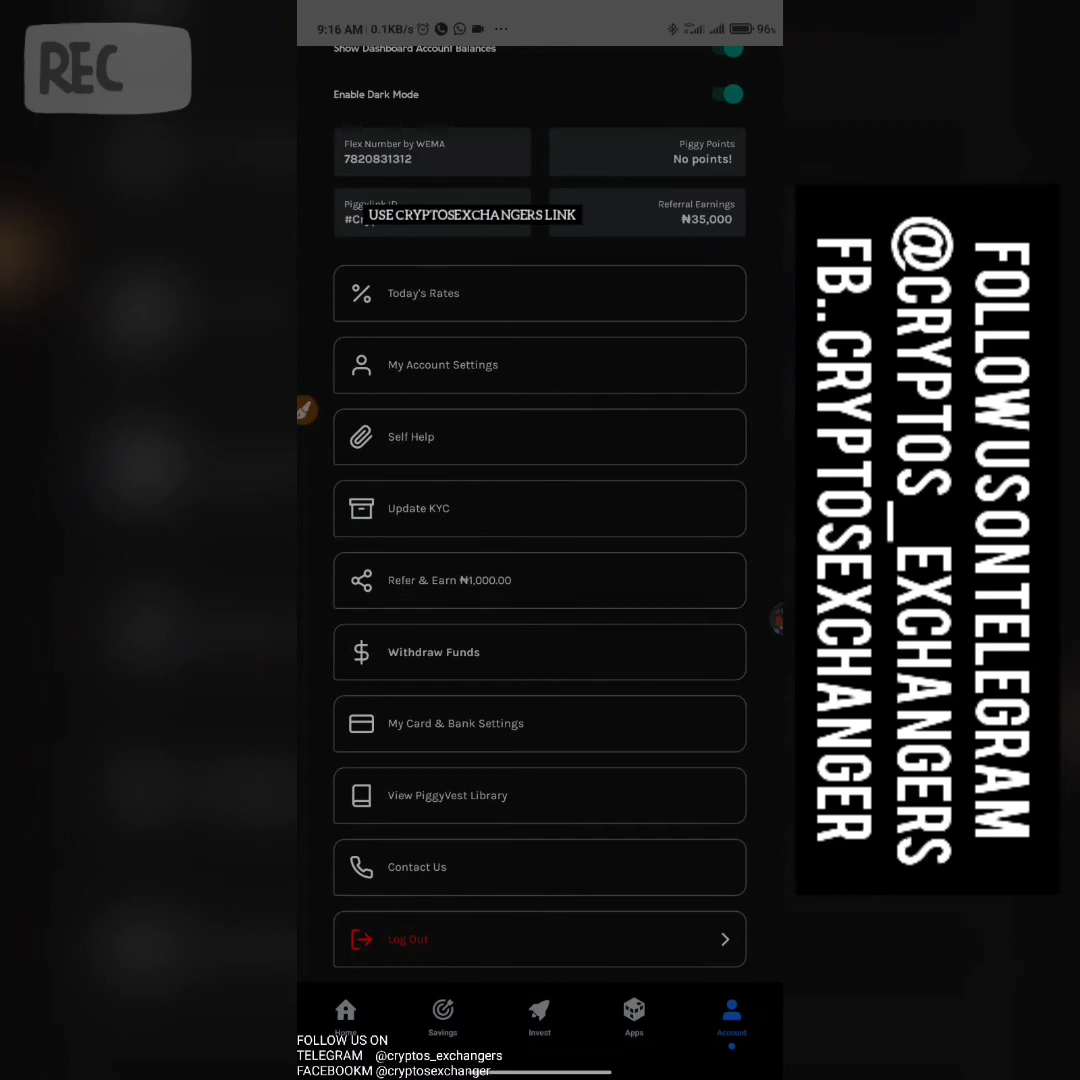 REC
9:16 AM | 0.1KB/s
96%
Show Dashboard Account Balances
Enable Dark Mode
Flex Number by WEMA
7820831312
Piggy Points
No points!
USE CRYPTOSEXCHANGERS LINK
Referral Earnings
₦35,000
Today's Rates
My Account Settings
Self Help
Update KYC
Refer & Earn ₦1,000.00
Withdraw Funds
My Card & Bank Settings
View PiggyVest Library
Contact Us
Log Out
Home
Savings
Invest
Apps
Account
FOLLOW US ON
TELEGRAM @cryptos_exchangers
FACEBOOKM @cryptosexchanger
FOLLOW US ON TELEGRAM
@CRYPTOS_EXCHANGERS
FB.. CRYPTOSEXCHANGER